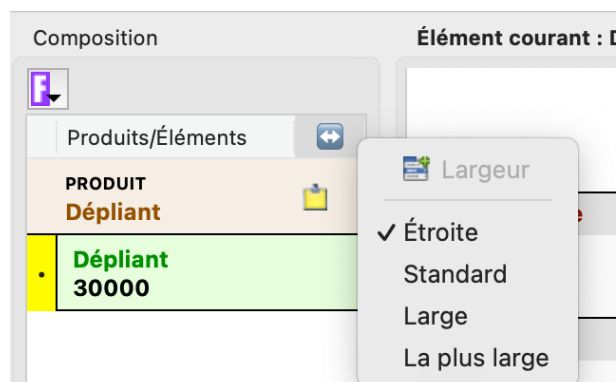 Composition
Élément courant :
F
Produits/Éléments
PRODUIT
Dépliant
Dépliant
30000
Largeur
Étroite
Standard
Large
La plus large